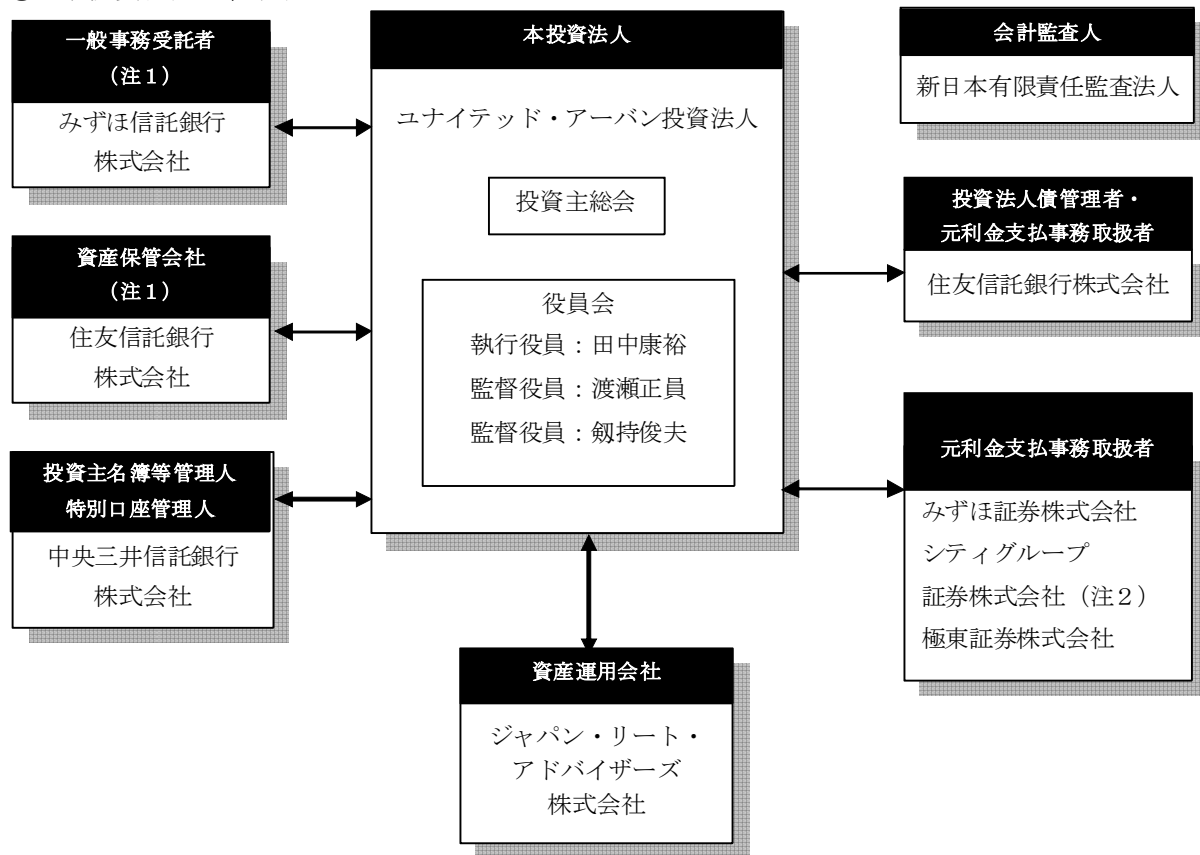 一般事務受託者
（注１）
みずほ信託銀行
株式会社
資産保管会社
（注１）
住友信託銀行
株式会社
投資主名簿等管理人
特別口座管理人
中央三井信託銀行
株式会社
本投資法人
ユナイテッド・アーバン投資法人
投資主総会
役員会
執行役員：田中康裕
監督役員：渡瀬正員
監督役員：剱持俊夫
資産運用会社
ジャパン・リート・
アドバイザーズ
株式会社
会計監査人
新日本有限責任監査法人
投資法人債管理者・
元利金支払事務取扱者
住友信託銀行株式会社
元利金支払事務取扱者
みずほ証券株式会社
シティグループ
証券株式会社（注２）
極東証券株式会社